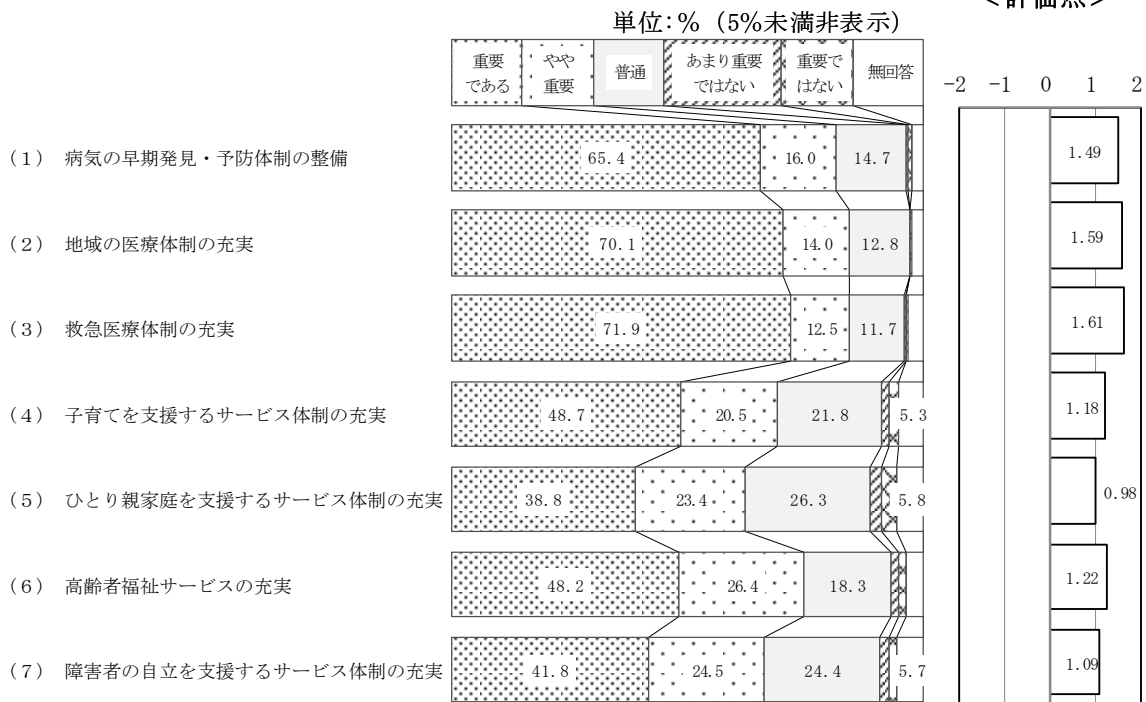 ＜評価点＞
単位:％（5％未満非表示）
重要である
やや重要
普通
あまり重要ではない
重要ではない
無回答
-2 -1 0 1 2
(1) 病気の早期発見・予防体制の整備 65.4 16.0 14.7 1.49
(2) 地域の医療体制の充実 70.1 14.0 12.8 1.59
(3) 救急医療体制の充実 71.9 12.5 11.7 1.61
(4) 子育てを支援するサービス体制の充実 48.7 20.5 21.8 5.3 1.18
(5) ひとり親家庭を支援するサービス体制の充実 38.8 23.4 26.3 5.8 0.98
(6) 高齢者福祉サービスの充実 48.2 26.4 18.3 1.22
(7) 障害者の自立を支援するサービス体制の充実 41.8 24.5 24.4 5.7 1.09